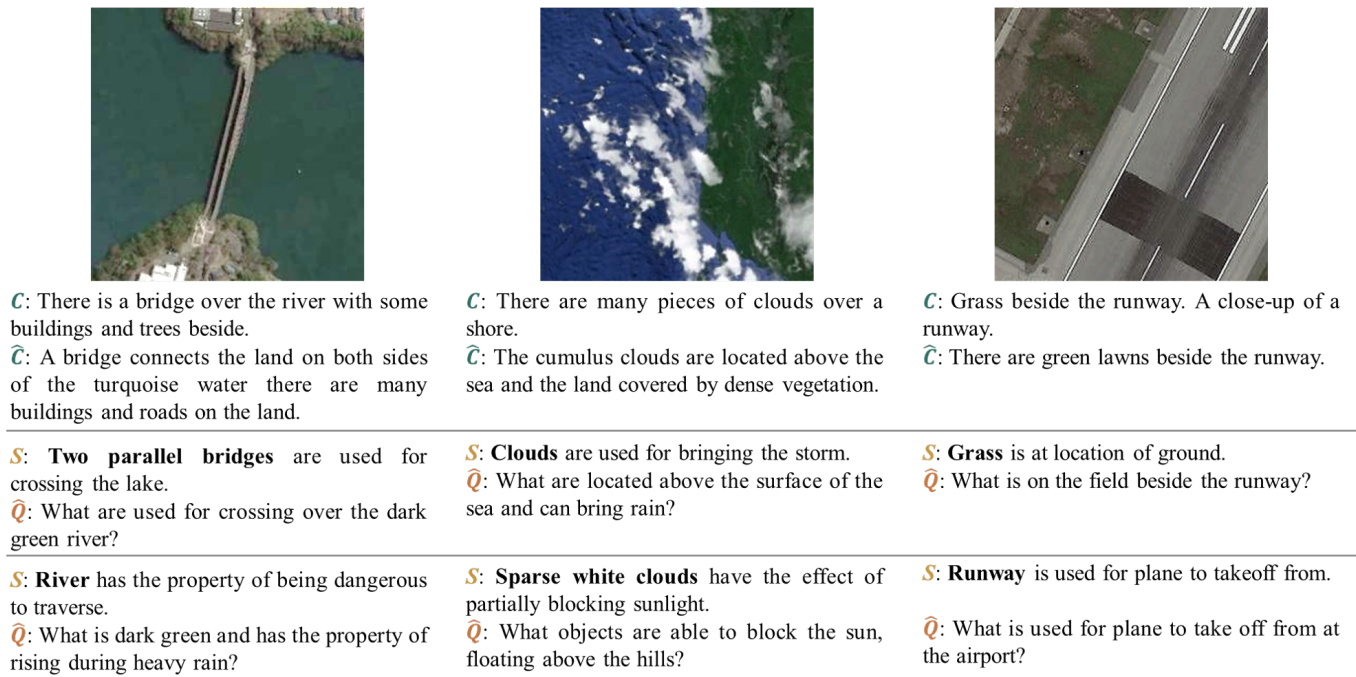 C: There is a bridge over the river with some
buildings and trees beside.
Ĉ: A bridge connects the land on both sides
of the turquoise water there are many
buildings and roads on the land.
C: There are many pieces of clouds over a
shore.
Ĉ: The cumulus clouds are located above the
sea and the land covered by dense vegetation.
C: Grass beside the runway. A close-up of a
runway.
Ĉ: There are green lawns beside the runway.
S: Two parallel bridges are used for
crossing the lake.
Q̂: What are used for crossing over the dark
green river?
S: Clouds are used for bringing the storm.
Q̂: What are located above the surface of the
sea and can bring rain?
S: Grass is at location of ground.
Q̂: What is on the field beside the runway?
S: River has the property of being dangerous
to traverse.
Q̂: What is dark green and has the property of
rising during heavy rain?
S: Sparse white clouds have the effect of
partially blocking sunlight.
Q̂: What objects are able to block the sun,
floating above the hills?
S: Runway is used for plane to takeoff from.
Q̂: What is used for plane to take off from at
the airport?